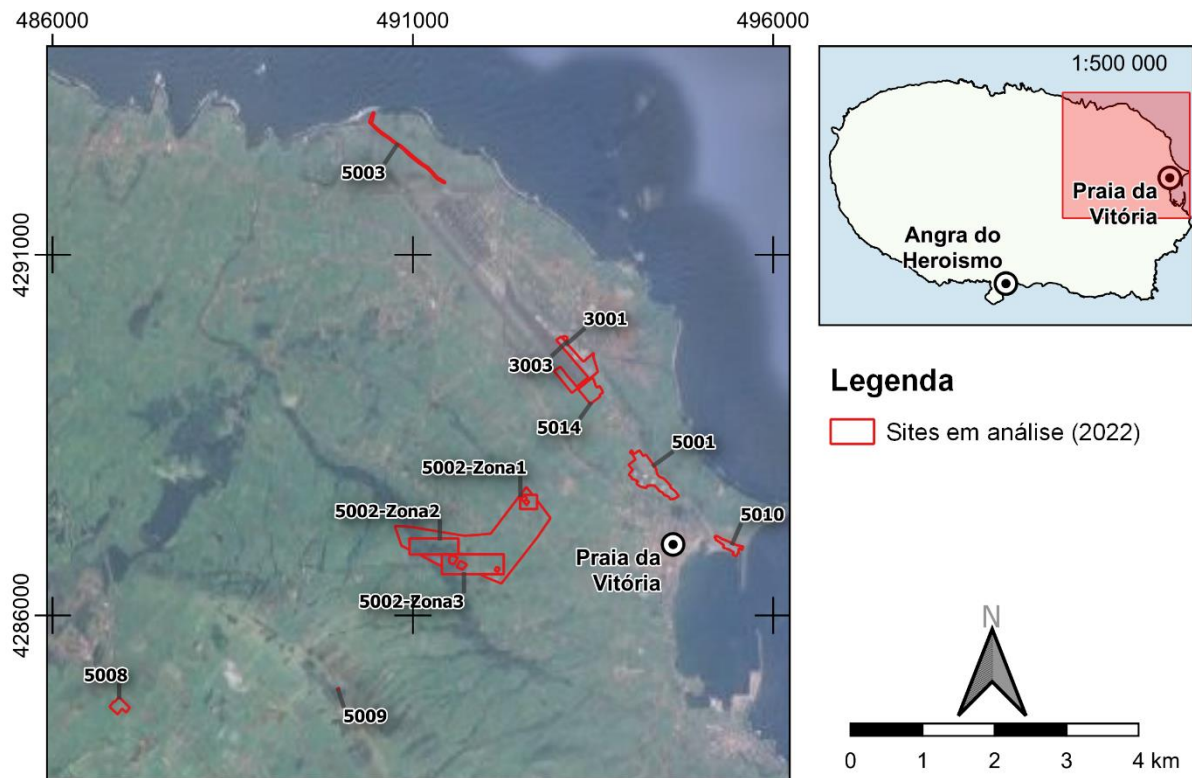 486000
491000
496000
4291000
4286000
5003
3001
3003
5014
5001
5002-Zona1
5002-Zona2
5010
Praia da
Vitória
5002-Zona3
5008
5009
1:500 000
Praia da
Vitória
Angra do
Heroismo
Legenda
Sites em análise (2022)
N
0 1 2 3 4 km